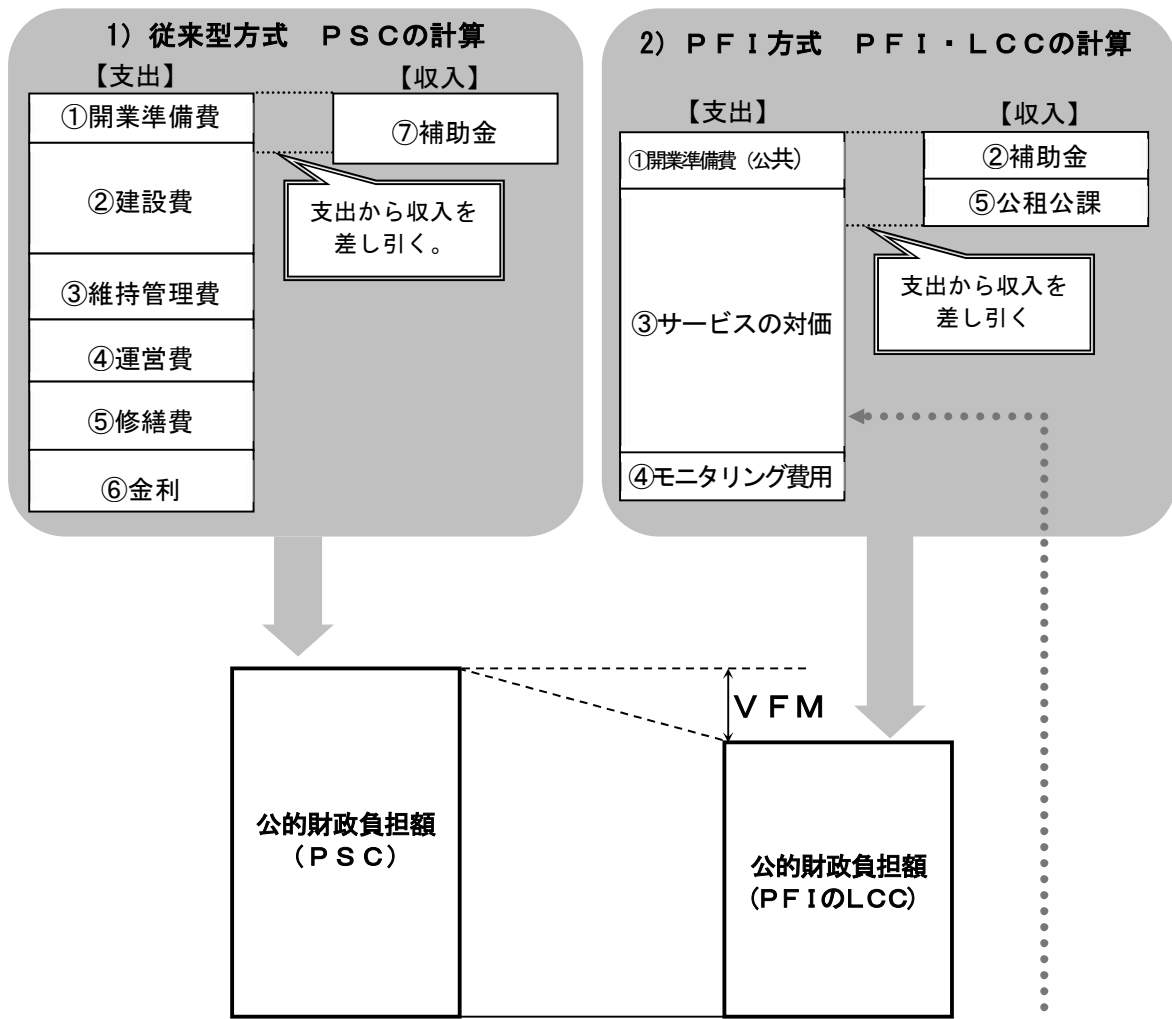 1) 従来型方式　ＰＳＣの計算
【支出】
【収入】
①開業準備費
②建設費
③維持管理費
④運営費
⑤修繕費
⑥金利
⑦補助金
支出から収入を
差し引く。
2) ＰＦＩ方式　ＰＦＩ・ＬＣＣの計算
【支出】
【収入】
①開業準備費（公共）
③サービスの対価
④モニタリング費用
②補助金
⑤公租公課
支出から収入を
差し引く
ＶＦＭ
公的財政負担額
（ＰＳＣ）
公的財政負担額
(ＰＦＩのＬＣＣ)